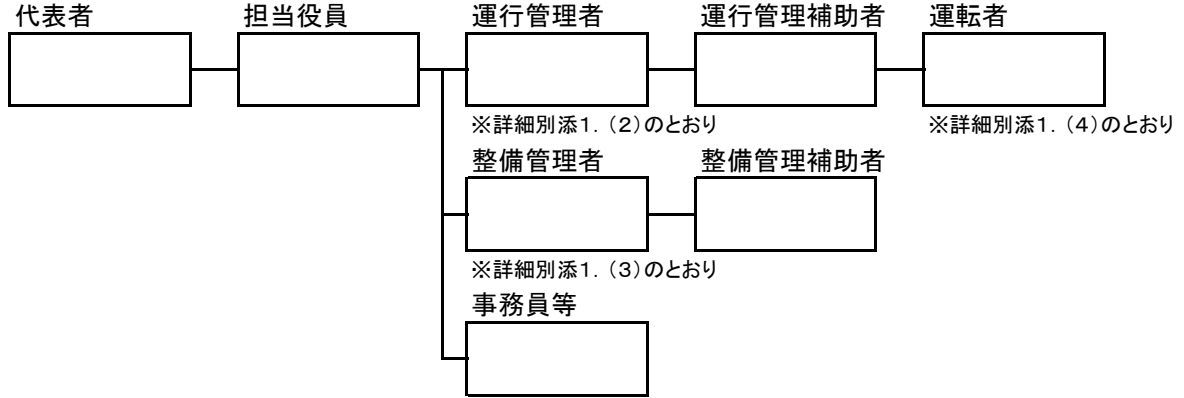 代表者
担当役員
運行管理者
運行管理補助者
運転者
※詳細別添１．（２）のとおり
※詳細別添１．（４）のとおり
整備管理者
整備管理補助者
※詳細別添１．（３）のとおり
事務員等